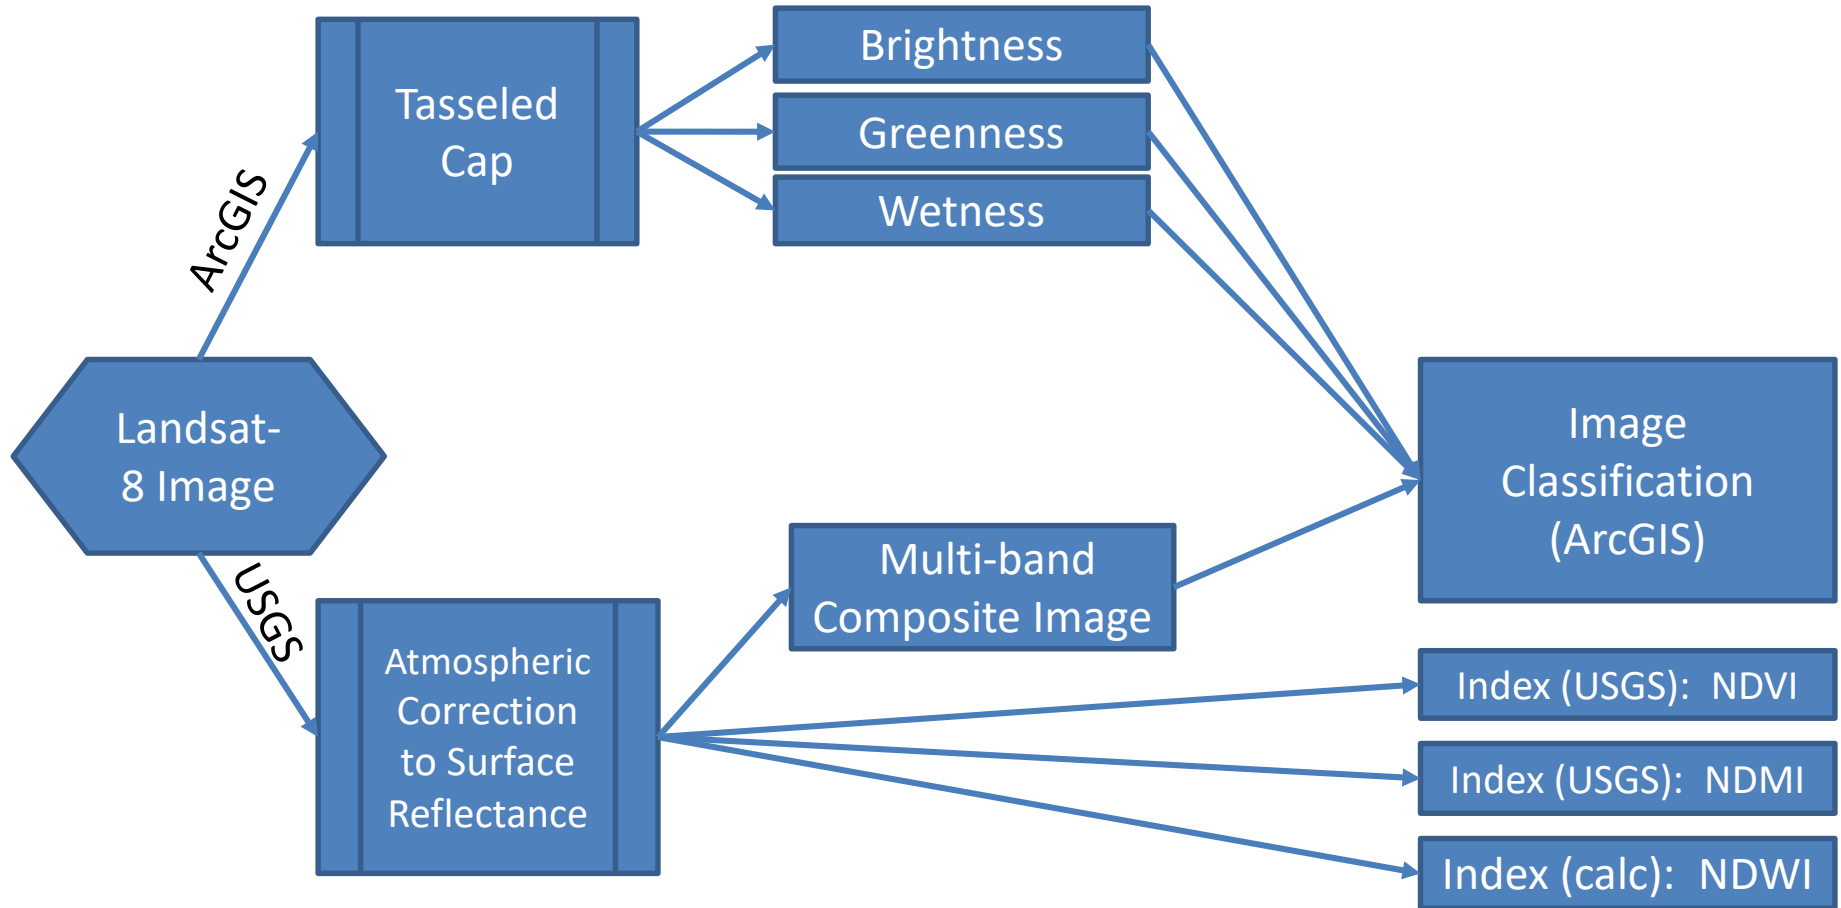 Tasseled
Cap
Brightness
Greenness
Wetness
ArcGIS
Landsat-
8 Image
USGS
Atmospheric
Correction
to Surface
Reflectance
Multi-band
Composite Image
Image
Classification
(ArcGIS)
Index (USGS):  NDVI
Index (USGS):  NDMI
Index (calc):  NDWI